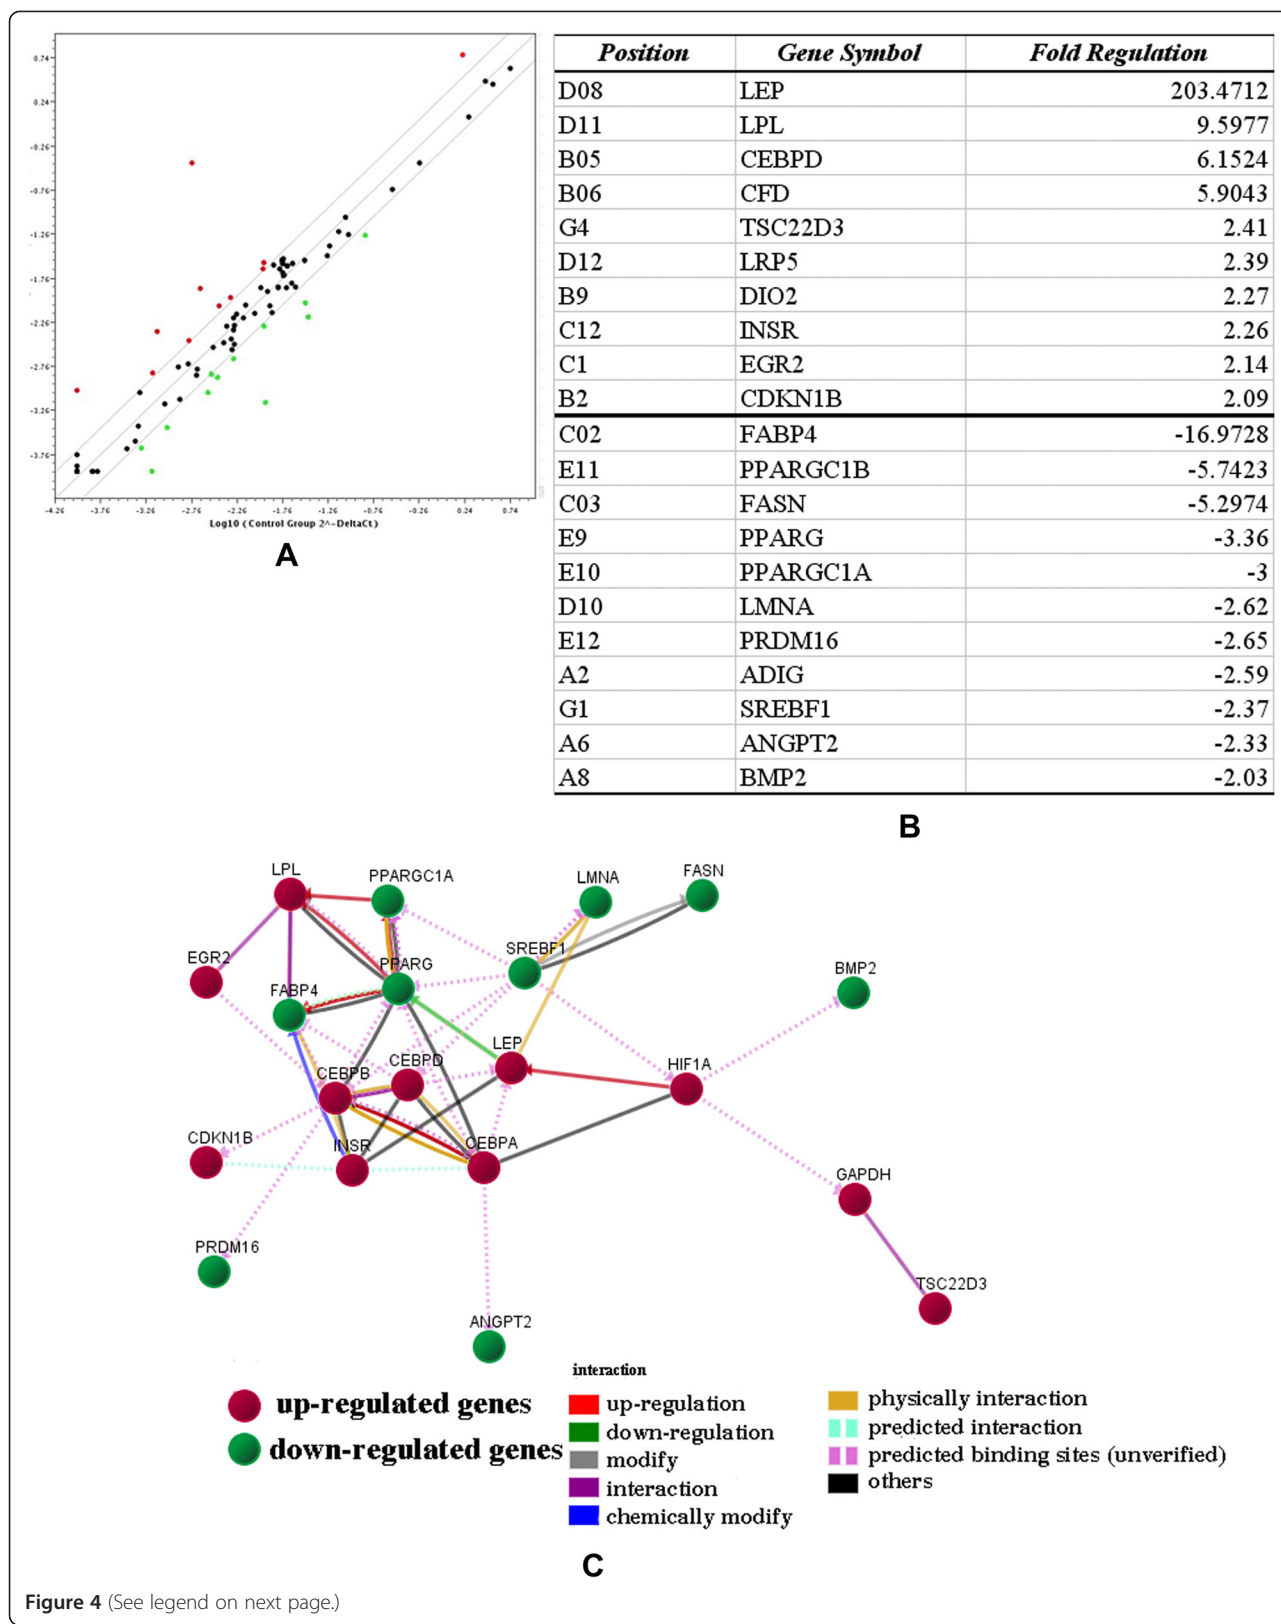 0.74
0.24
-0.26
-0.76
-1.26
-1.76
-2.26
-2.76
-3.26
-3.76
-4.26 -3.76 -3.26 -2.76 -2.26 -1.76 -1.26 -0.76 -0.26 0.24 0.74
Log10 (Control Group 2^-DeltaCt)
A
Position Gene Symbol Fold Regulation
D08 LEP 203.4712
D11 LPL 9.5977
B05 CEBPD 6.1524
B06 CFD 5.9043
G4 TSC22D3 2.41
D12 LRP5 2.39
B9 DIO2 2.27
C12 INSR 2.26
C1 EGR2 2.14
B2 CDKN1B 2.09
C02 FABP4 -16.9728
E11 PPARGC1B -5.7423
C03 FASN -5.2974
E9 PPARG -3.36
E10 PPARGC1A -3
D10 LMNA -2.62
E12 PRDM16 -2.65
A2 ADIG -2.59
G1 SREBF1 -2.37
A6 ANGPT2 -2.33
A8 BMP2 -2.03
B
LPL
PPARGC1A
LMNA
FASN
EGR2
PPARG
SREBF1
BMP2
FABP4
LEP
HIF1A
CEBPB
CEBPD
CDKN1B
INSR
CEBPA
GAPDH
PRDM16
TSC22D3
ANGPT2
up-regulated genes
down-regulated genes
interaction
up-regulation
down-regulation
modify
interaction
chemically modify
physically interaction
predicted interaction
predicted binding sites (unverified)
others
C
Figure 4 (See legend on next page.)